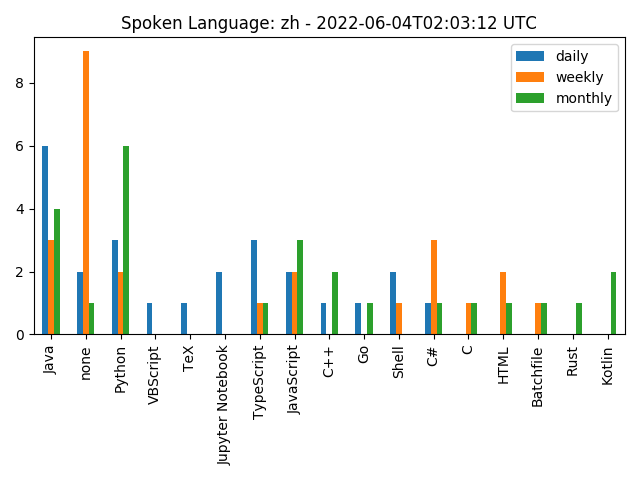 Spoken Language: zh - 2022-06-04T02:03:12 UTC
daily
weekly
monthly
8
6
4
2
0
Java
none
Python
VBScript
TeX
Jupyter Notebook
TypeScript
JavaScript
C++
Go
Shell
C#
C
HTML
Batchfile
Rust
Kotlin